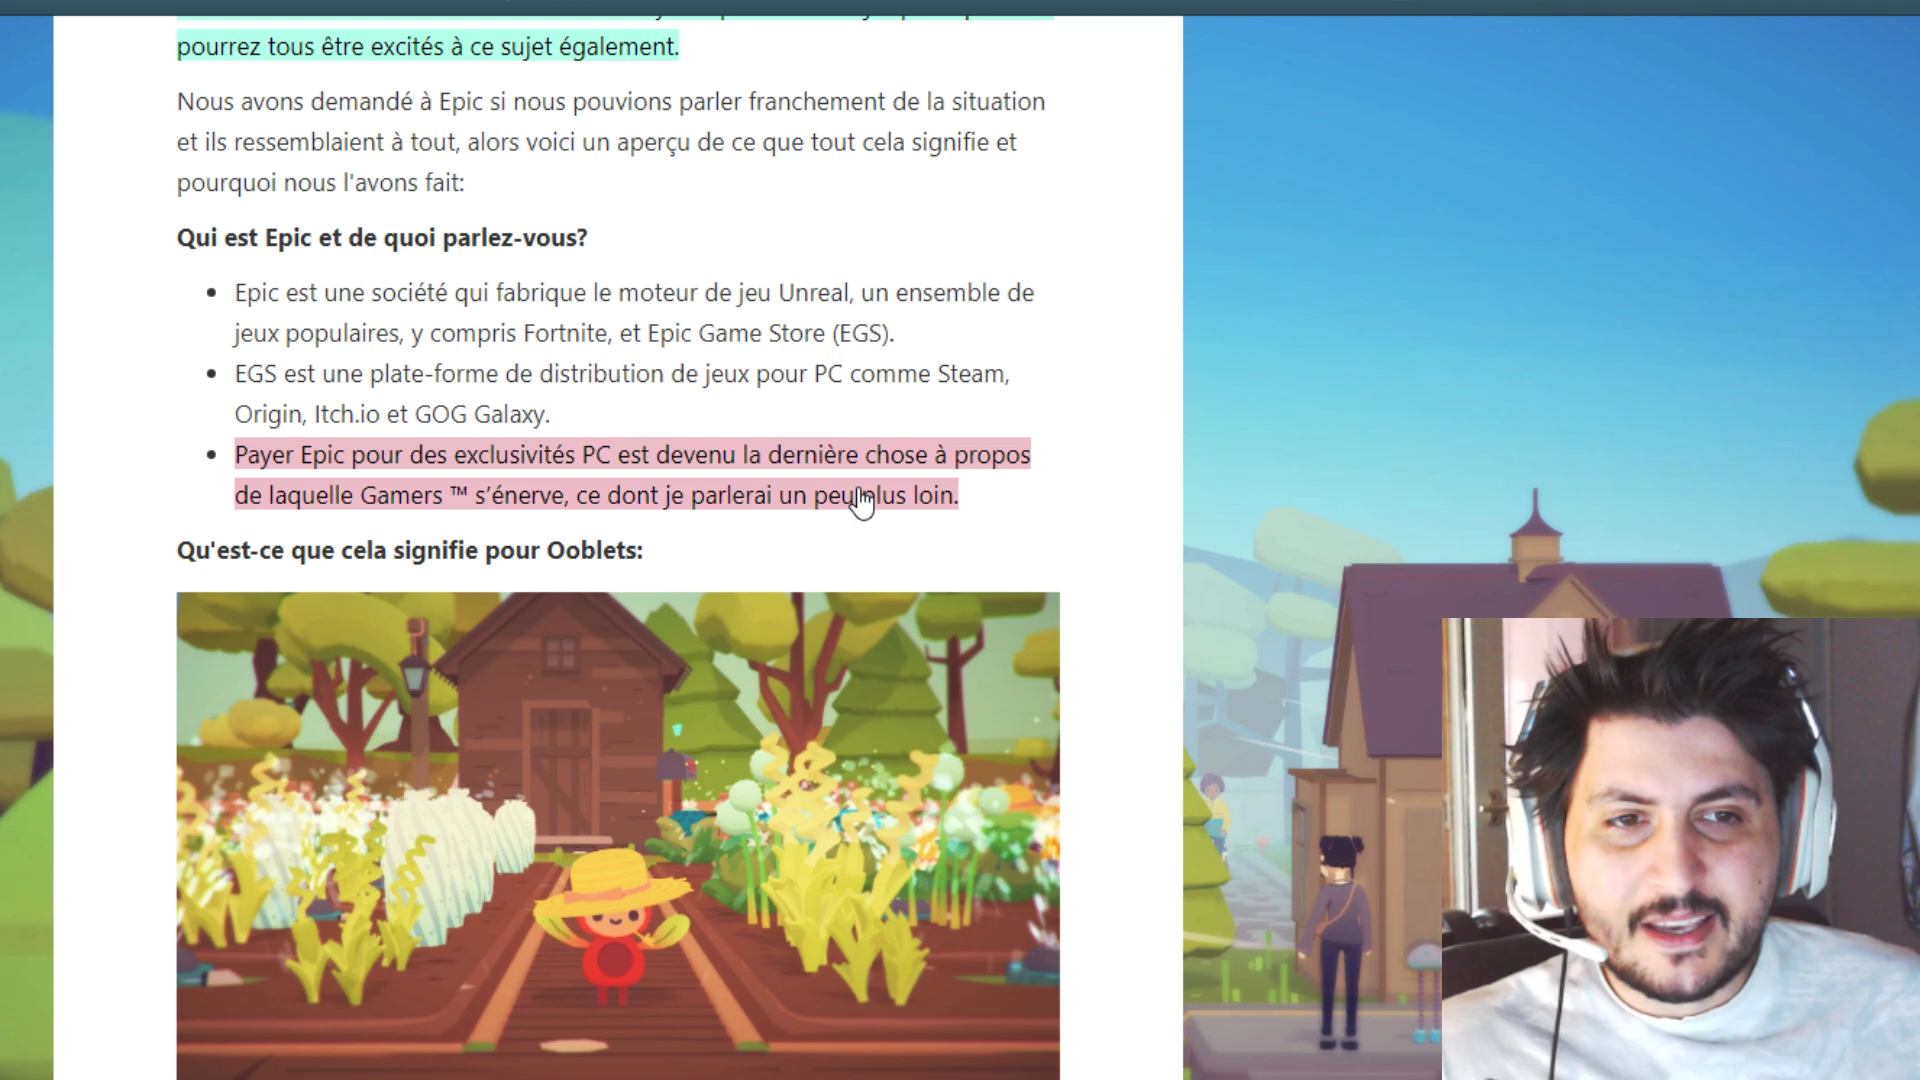 pourrez tous être excités à ce sujet également.
Nous avons demandé à Epic si nous pouvions parler franchement de la situation
et ils ressemblaient à tout, alors voici un aperçu de ce que tout cela signifie et
pourquoi nous l'avons fait:
Qui est Epic et de quoi parlez-vous?
• Epic est une société qui fabrique le moteur de jeu Unreal, un ensemble de
jeux populaires, y compris Fortnite, et Epic Game Store (EGS).
• EGS est une plate-forme de distribution de jeux pour PC comme Steam,
Origin, Itch.io et GOG Galaxy.
• Payer Epic pour des exclusivités PC est devenu la dernière chose à propos
de laquelle Gamers ™ s’énerve, ce dont je parlerai un peu plus loin.
Qu'est-ce que cela signifie pour Ooblets: